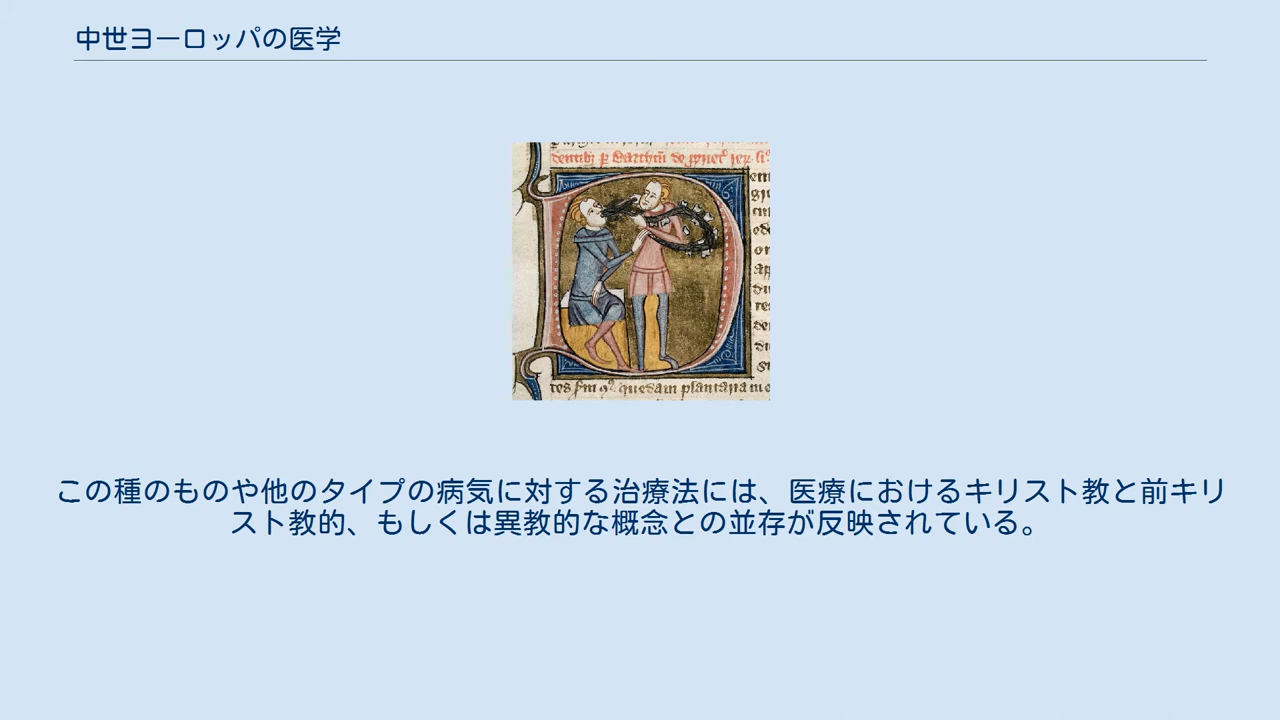 中世ヨーロッパの医学
この種のものや他のタイプの病気に対する治療法には、医療におけるキリスト教と前キリ
スト教的、もしくは異教的な概念との並存が反映されている。